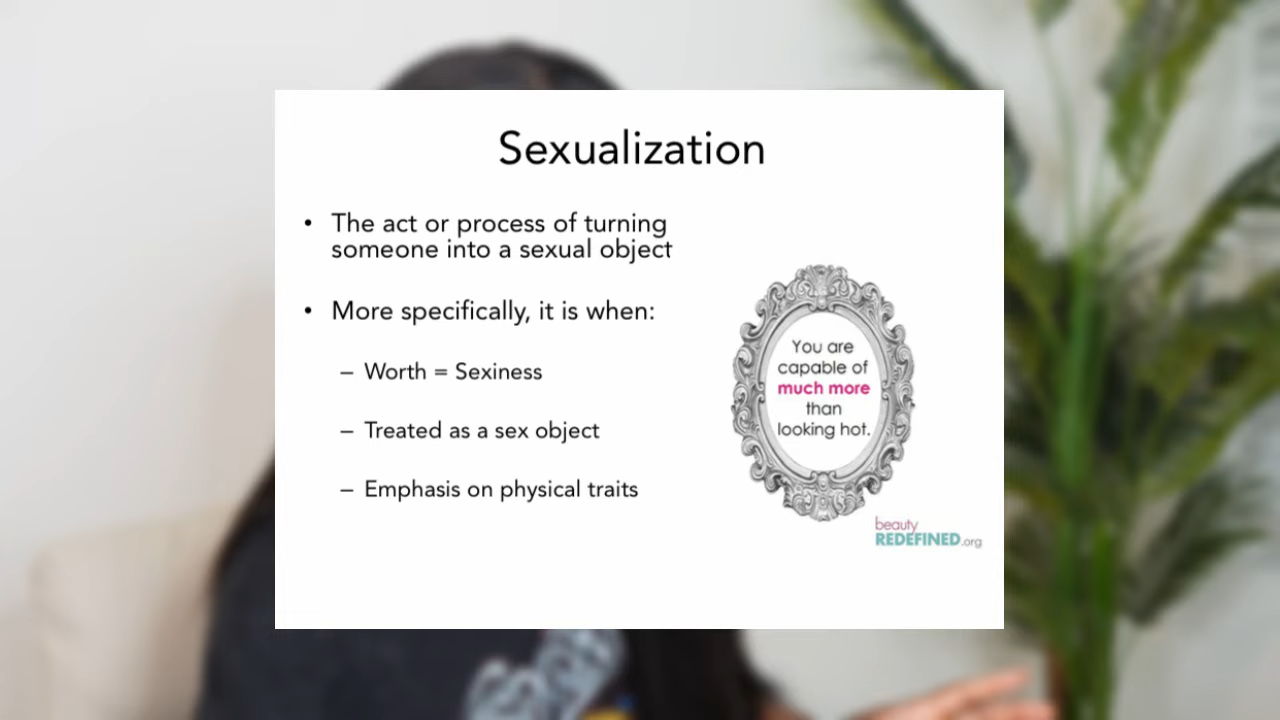 Sexualization
• The act or process of turning
someone into a sexual object
• More specifically, it is when:
– Worth = Sexiness
– Treated as a sex object
– Emphasis on physical traits
You are
capable of
much more
than
looking hot.
beauty
REDEFINED.org